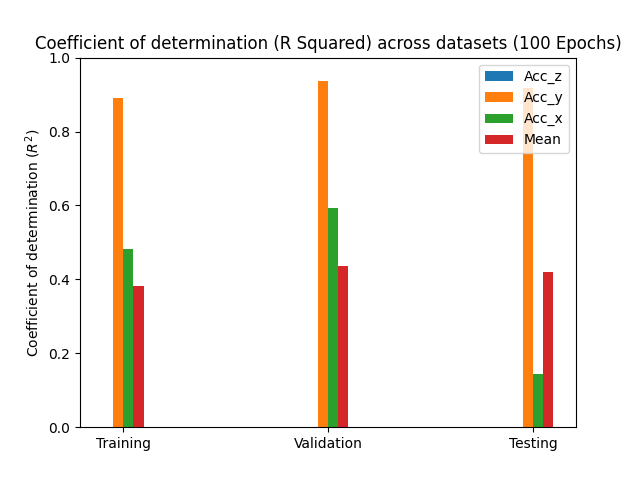 Coefficient of determination (R Squared) across datasets (100 Epochs)
Coefficient of determination (R²)
1.0
0.8
0.6
0.4
0.2
0.0
Acc_z
Acc_y
Acc_x
Mean
Training Validation Testing